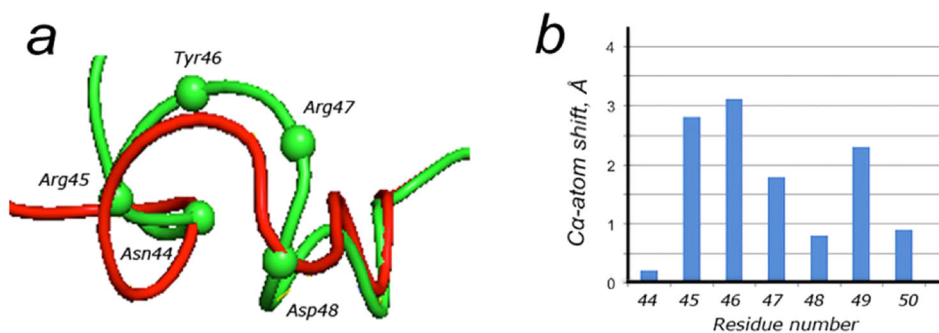 a
Tyr46
Arg47
Arg45
Asn44
Asp48
b
Cα-atom shift, Å
4
3
2
1
0
44 45 46 47 48 49 50
Residue number